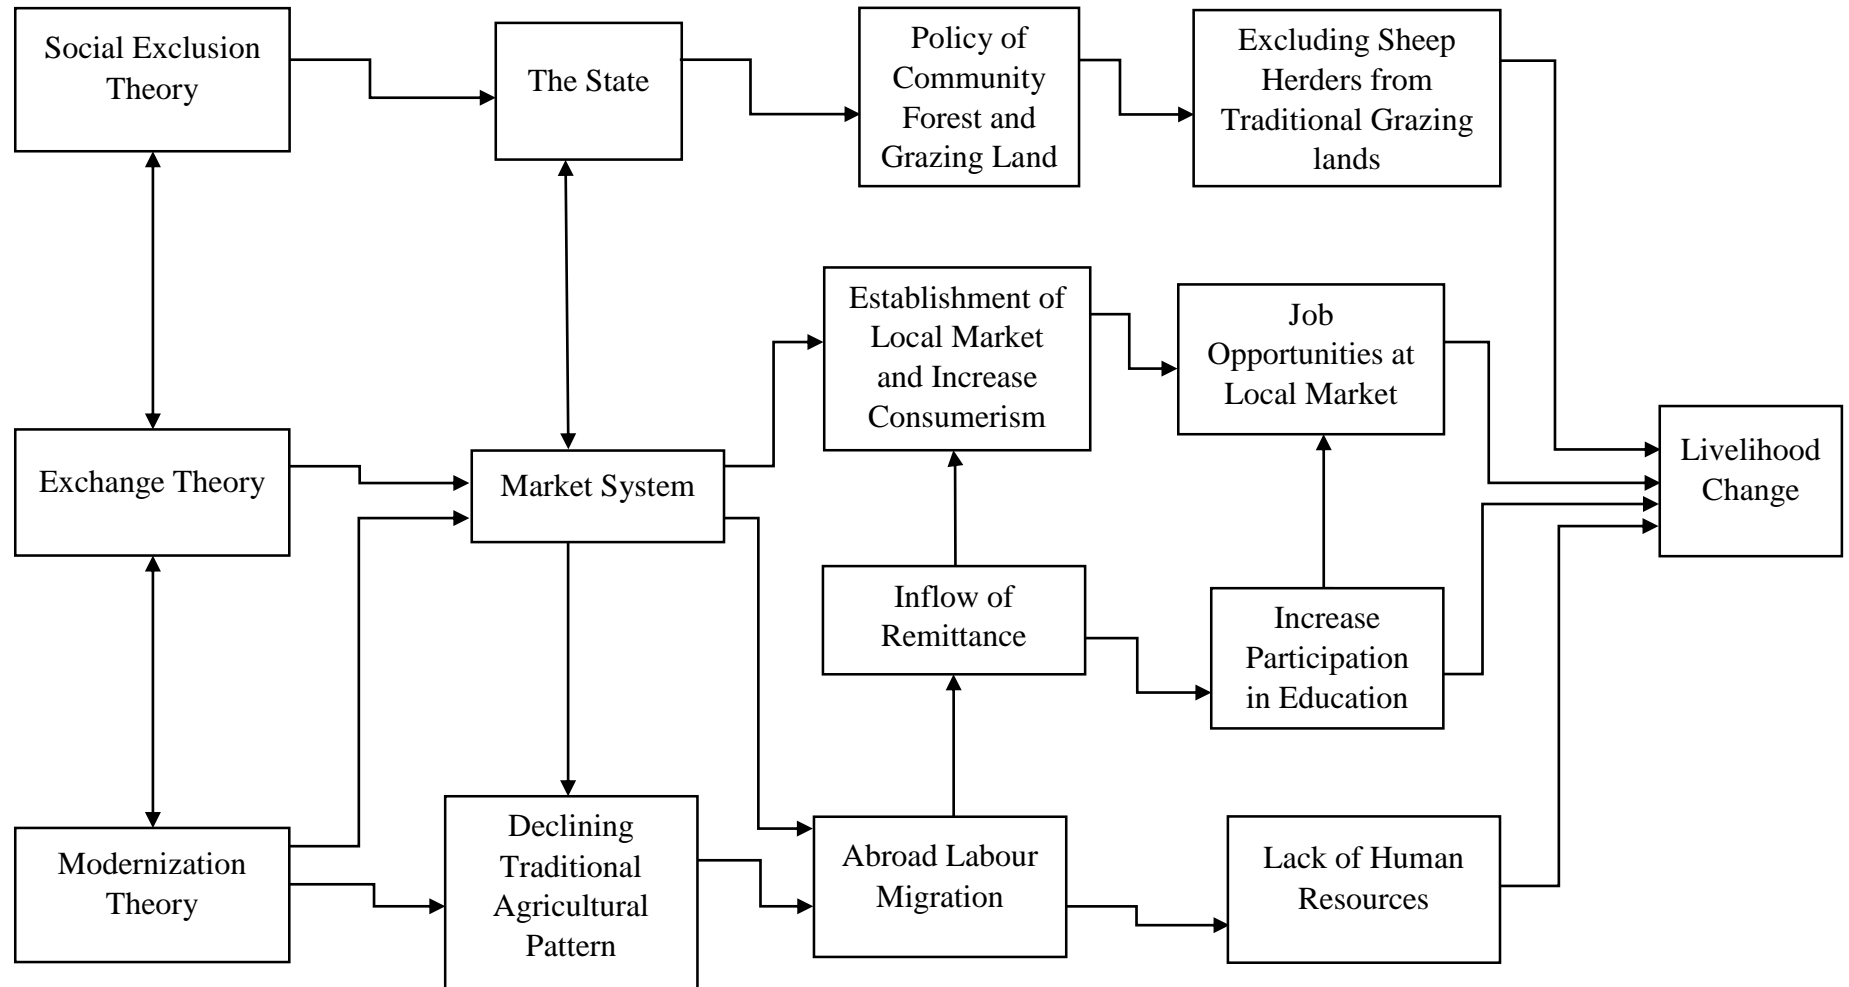 Social Exclusion
Theory
The State
Policy of
Community
Forest and
Grazing Land
Excluding Sheep
Herders from
Traditional Grazing
lands
Establishment of
Local Market
and Increase
Consumerism
Job
Opportunities at
Local Market
Livelihood
Change
Exchange Theory
Market System
Inflow of
Remittance
Increase
Participation
in Education
Modernization
Theory
Declining
Traditional
Agricultural
Pattern
Abroad Labour
Migration
Lack of Human
Resources